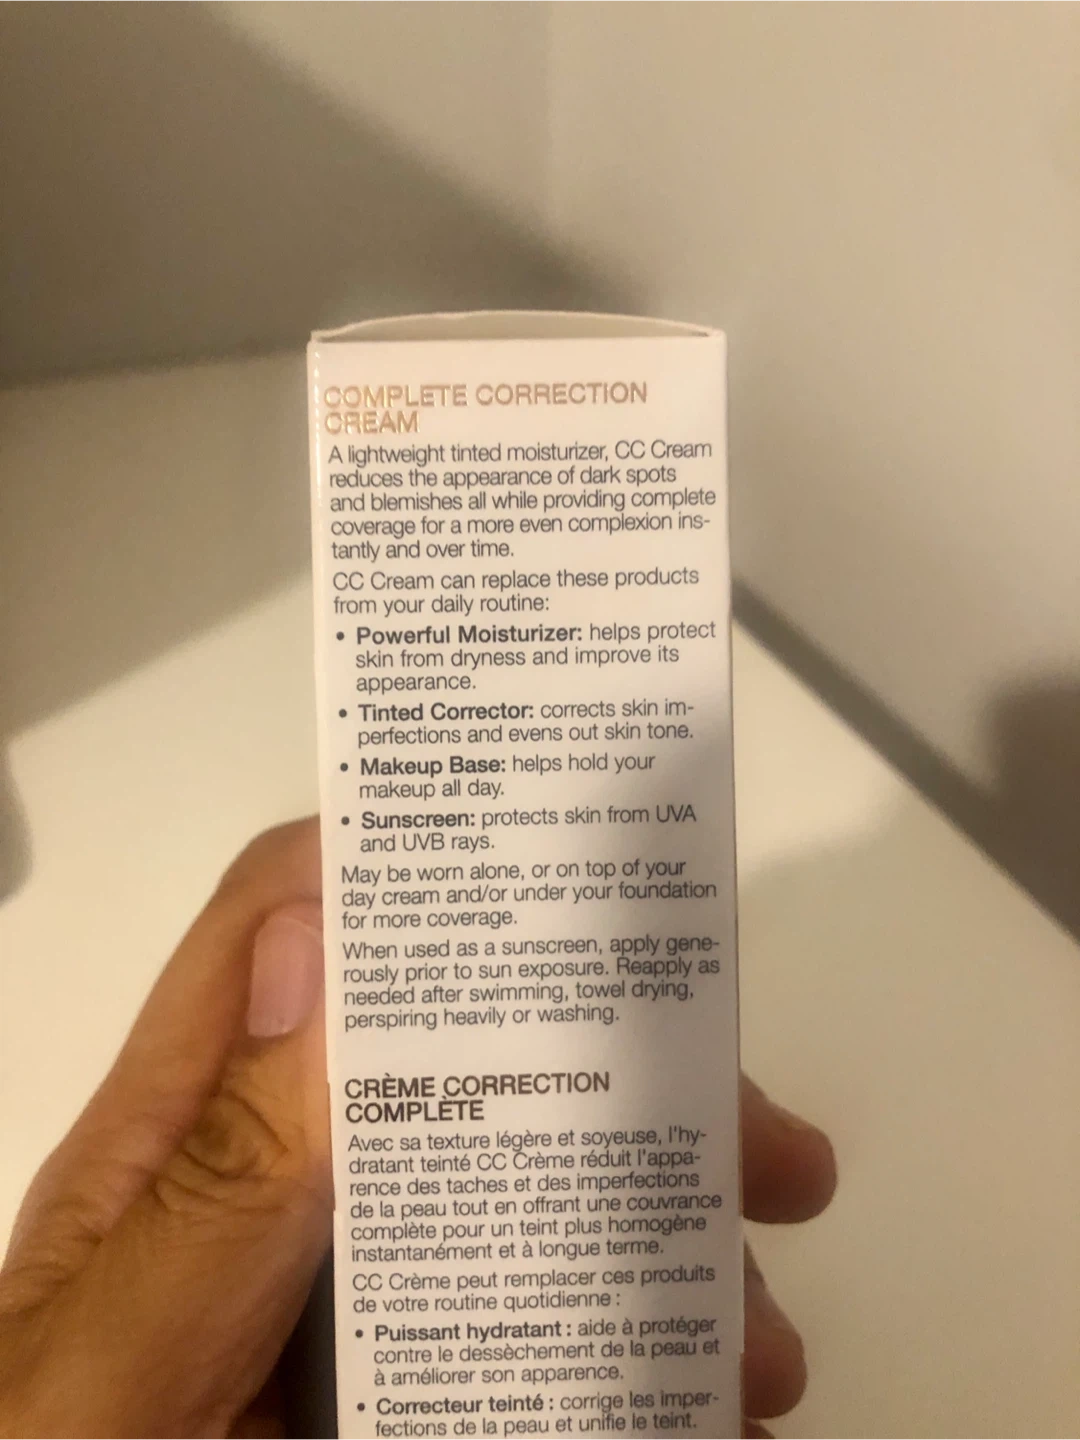 COMPLETE CORRECTION
CREAM
A lightweight tinted moisturizer, CC Cream
reduces the appearance of dark spots
and blemishes all while providing complete
coverage for a more even complexion ins-
tantly and over time.
CC Cream can replace these products
from your daily routine:
• Powerful Moisturizer: helps protect
skin from dryness and improve its
appearance.
• Tinted Corrector: corrects skin im-
perfections and evens out skin tone.
• Makeup Base: helps hold your
makeup all day.
• Sunscreen: protects skin from UVA
and UVB rays.
May be worn alone, or on top of your
day cream and/or under your foundation
for more coverage.
When used as a sunscreen, apply gene-
rously prior to sun exposure. Reapply as
needed after swimming, towel drying,
perspiring heavily or washing.
CRÈME CORRECTION
COMPLÈTE
Avec sa texture légère et soyeuse, l'hy-
dratant teinté CC Crème réduit l'appa-
rence des taches et des imperfections
de la peau tout en offrant une couvrance
complète pour un teint plus homogène
instantanément et à longue terme.
CC Crème peut remplacer ces produits
de votre routine quotidienne :
• Puissant hydratant : aide à protéger
contre le dessèchement de la peau et
à améliorer son apparence.
• Correcteur teinté : corrige les imper-
fections de la peau et unifie le teint.